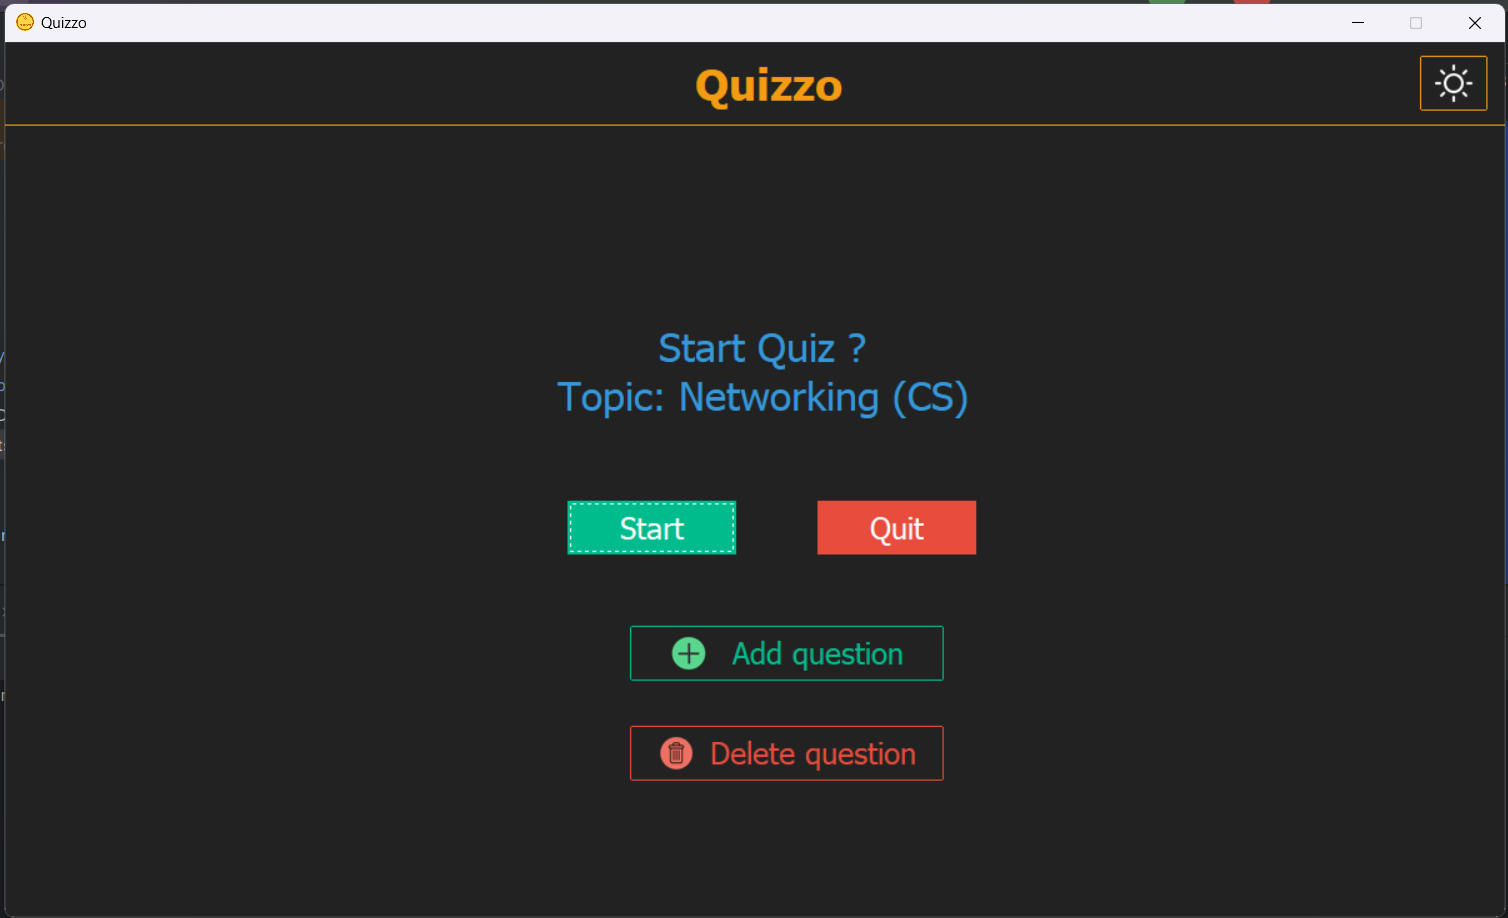 Quizzo
Quizzo
Start Quiz ?
Topic: Networking (CS)
Start
Quit
Add question
Delete question